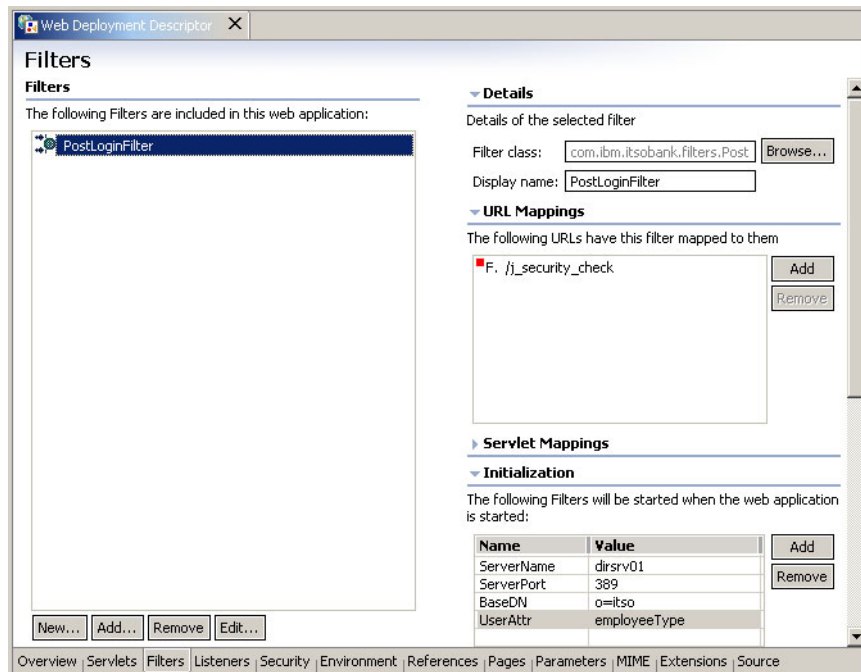 Web Deployment Descriptor X
Filters
Filters
The following Filters are included in this web application:
PostLoginFilter
New... Add... Remove Edit...
Details
Details of the selected filter
Filter class: com.ibm.itsobank.filters.Post Browse...
Display name: PostLoginFilter
URL Mappings
The following URLs have this filter mapped to them
F. /j_security_check
Add
Remove
Servlet Mappings
Initialization
The following Filters will be started when the web application
is started:
Name Value
ServerName dirsrv01
ServerPort 389
BaseDN o=itso
UserAttr employeeType
Add
Remove
Overview Servlets Filters Listeners Security Environment References Pages Parameters MIME Extensions Source